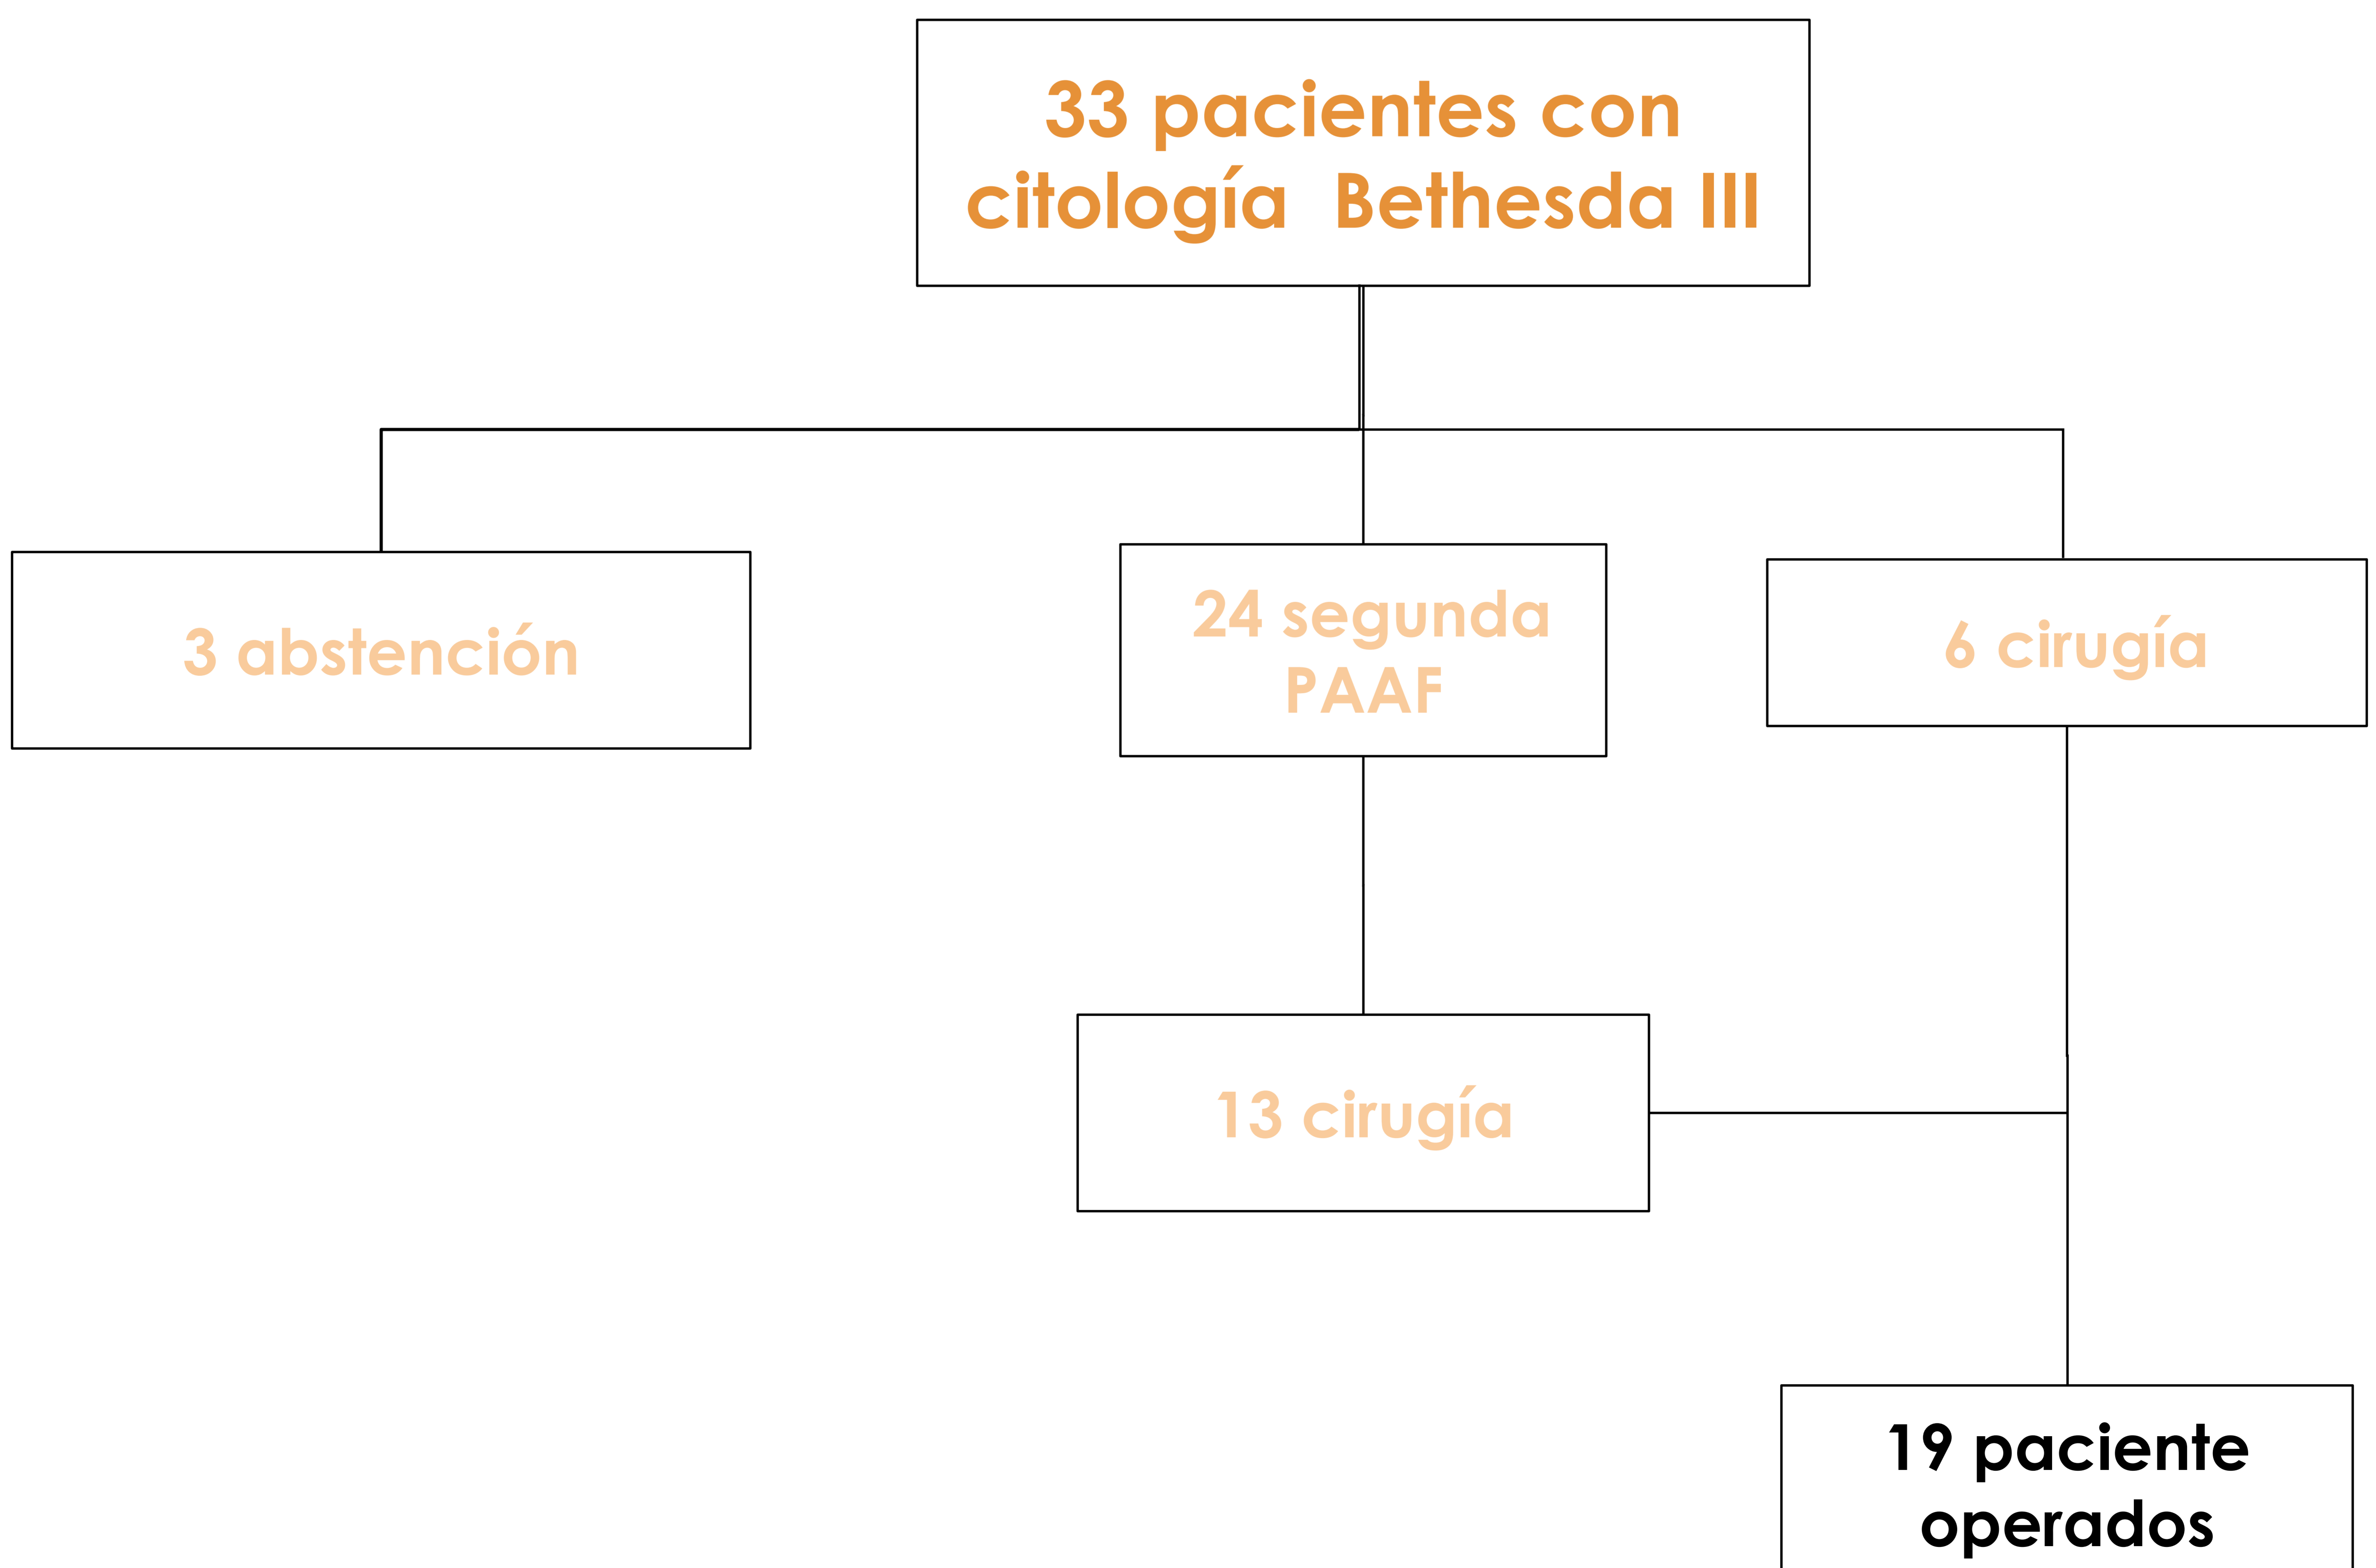 33 pacientes con
citología  Bethesda III
3 abstención
24 segunda
PAAF
6 cirugía
13 cirugía
19 paciente
operados